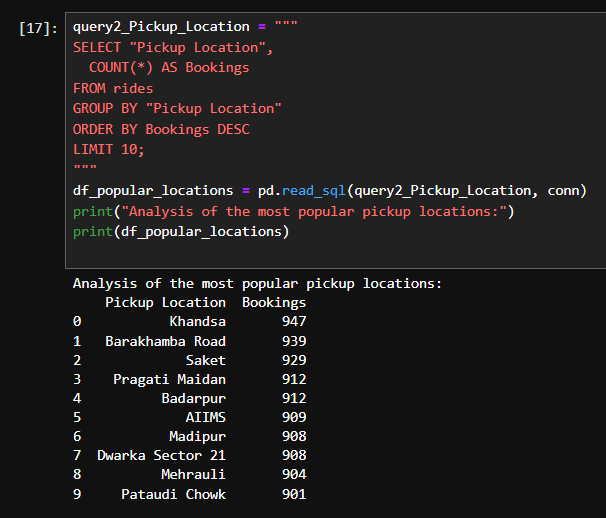 [17]: query2_Pickup_Location = """
SELECT "Pickup Location",
  COUNT(*) AS Bookings
FROM rides
GROUP BY "Pickup Location"
ORDER BY Bookings DESC
LIMIT 10;
"""
df_popular_locations = pd.read_sql(query2_Pickup_Location, conn)
print("Analysis of the most popular pickup locations:")
print(df_popular_locations)
Analysis of the most popular pickup locations:
    Pickup Location  Bookings
0           Khandsa       947
1   Barakhamba Road       939
2             Saket       929
3    Pragati Maidan       912
4          Badarpur       912
5             AIIMS       909
6           Madipur       908
7  Dwarka Sector 21       908
8          Mehrauli       904
9     Pataudi Chowk       901